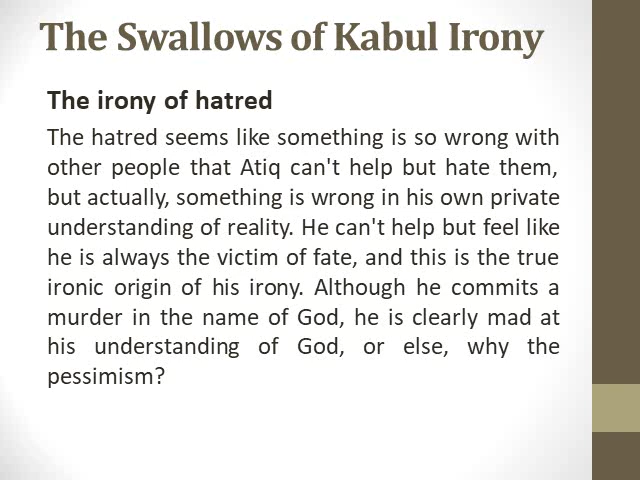 The Swallows of Kabul Irony
The irony of hatred
The hatred seems like something is so wrong with
other people that Atiq can't help but hate them,
but actually, something is wrong in his own private
understanding of reality. He can't help but feel like
he is always the victim of fate, and this is the true
ironic origin of his irony. Although he commits a
murder in the name of God, he is clearly mad at
his understanding of God, or else, why the
pessimism?